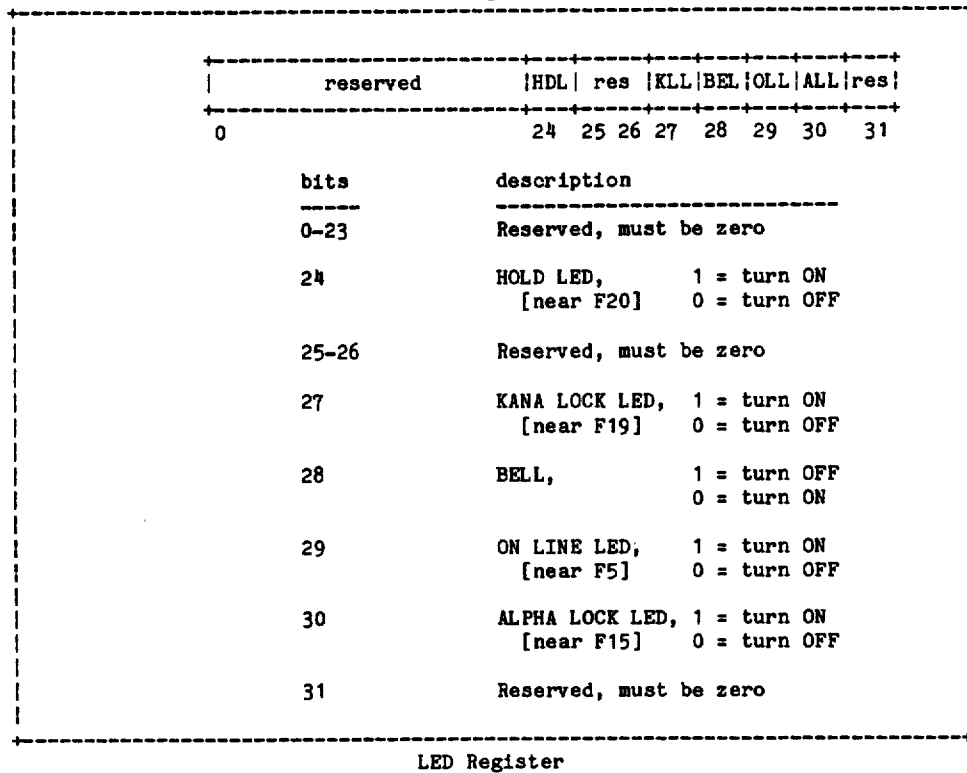 reserved |HDL| res |KLL|BEL|OLL|ALL|res|
0 24 25 26 27 28 29 30 31
bits description
0-23 Reserved, must be zero
24 HOLD LED, 1 = turn ON
[near F20] 0 = turn OFF
25-26 Reserved, must be zero
27 KANA LOCK LED, 1 = turn ON
[near F19] 0 = turn OFF
28 BELL, 1 = turn OFF
0 = turn ON
29 ON LINE LED, 1 = turn ON
[near F5] 0 = turn OFF
30 ALPHA LOCK LED, 1 = turn ON
[near F15] 0 = turn OFF
31 Reserved, must be zero
LED Register